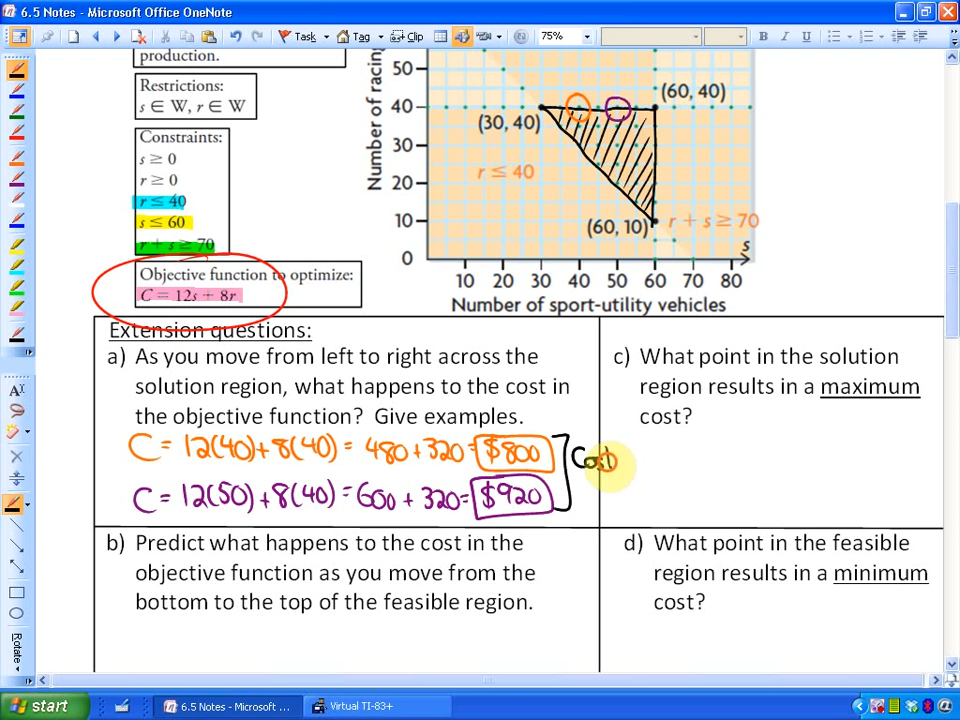 6.5 Notes - Microsoft Office OneNote
Task
Tag
Clip
75%
B I U
production.
Restrictions:
s ∈ W, r ∈ W
Constraints:
s ≥ 0
r ≥ 0
r ≤ 40
s ≤ 60
r + s ≥ 70
Objective function to optimize:
C = 12s + 8r
Number of racing
50
40
30
20
10
0
(30, 40)
(60, 40)
r ≤ 40
(60, 10)
r + s ≥ 70
s
10 20 30 40 50 60 70 80
Number of sport-utility vehicles
Extension questions:
a) As you move from left to right across the
solution region, what happens to the cost in
the objective function? Give examples.
C = 12(40)+8(40) = 480+320 = $800
C = 12(50)+8(40) = 600 + 320 = $920
Cost
b) Predict what happens to the cost in the
objective function as you move from the
bottom to the top of the feasible region.
c) What point in the solution
region results in a maximum
cost?
d) What point in the feasible
region results in a minimum
cost?
A
Rotate
start
6.5 Notes - Microsoft ...
Virtual TI-83+